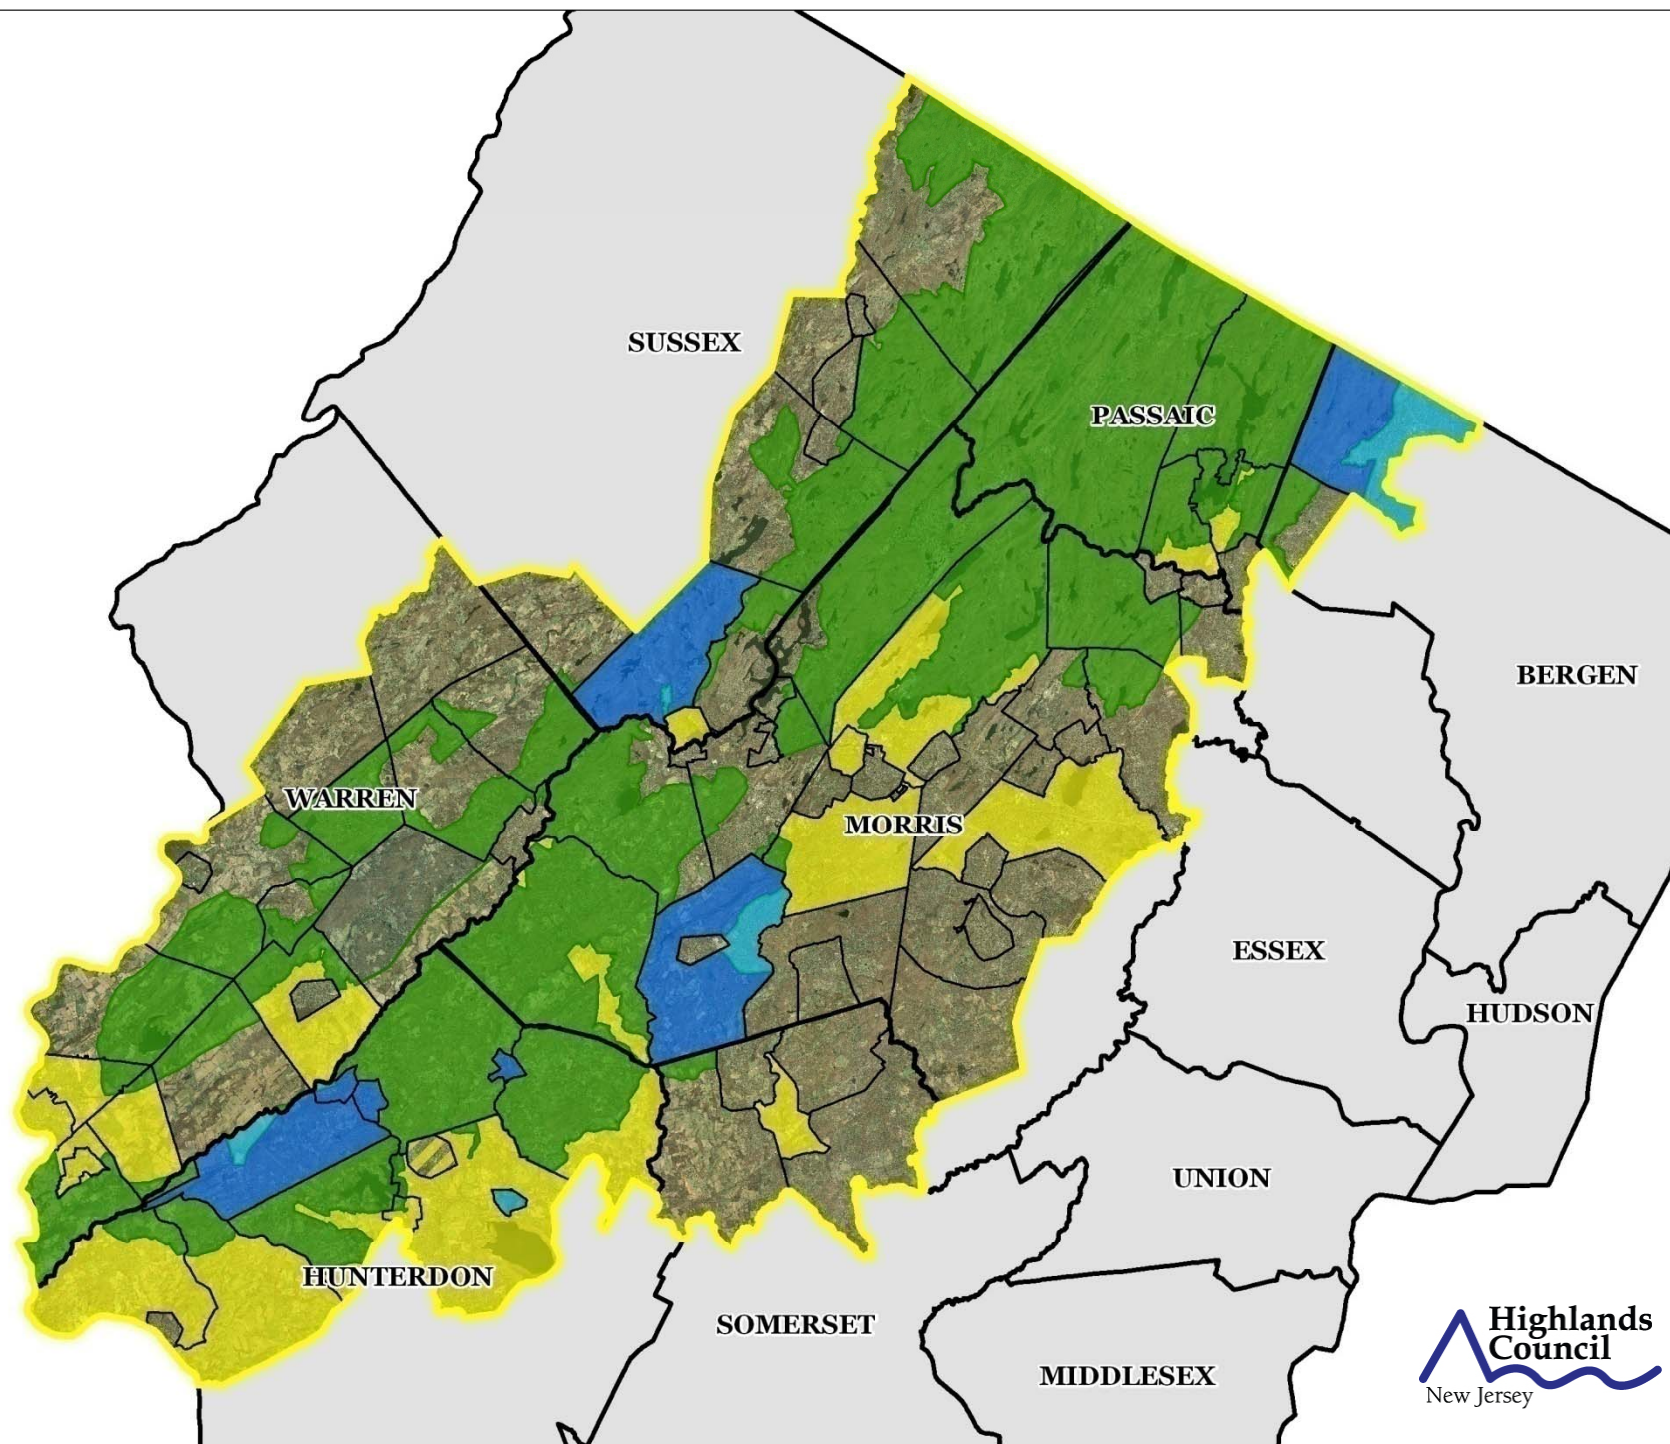 SUSSEX
PASSAIC
BERGEN
WARREN
MORRIS
ESSEX
HUDSON
UNION
HUNTERDON
SOMERSET
MIDDLESEX
Highlands
Council
New Jersey